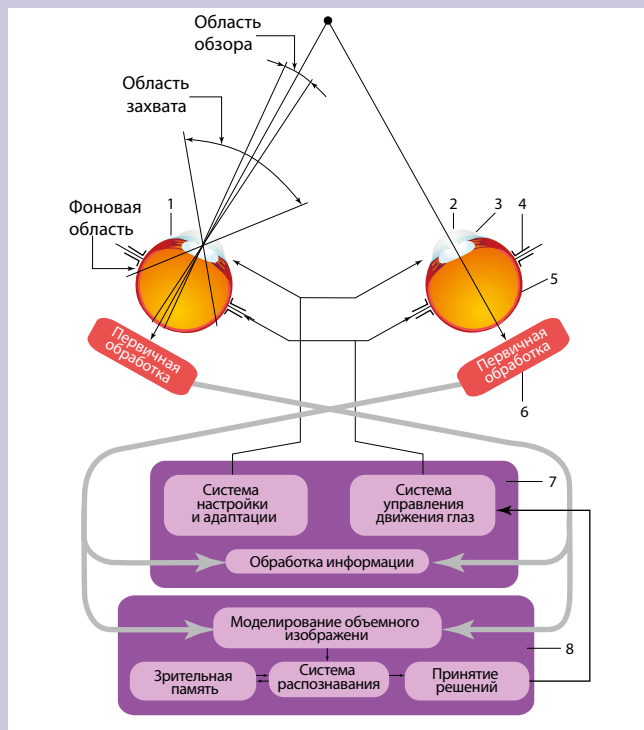 Область
обзора
Область
захвата
Фоновая
область
1
2
3
4
5
Первичная
обработка
Первичная
обработка
6
7
Система
настройки
и адаптации
Система
управления
движения глаз
Обработка информации
Моделирование объемного
изображени
8
Зрительная
память
Система
распознавания
Принятие
решений